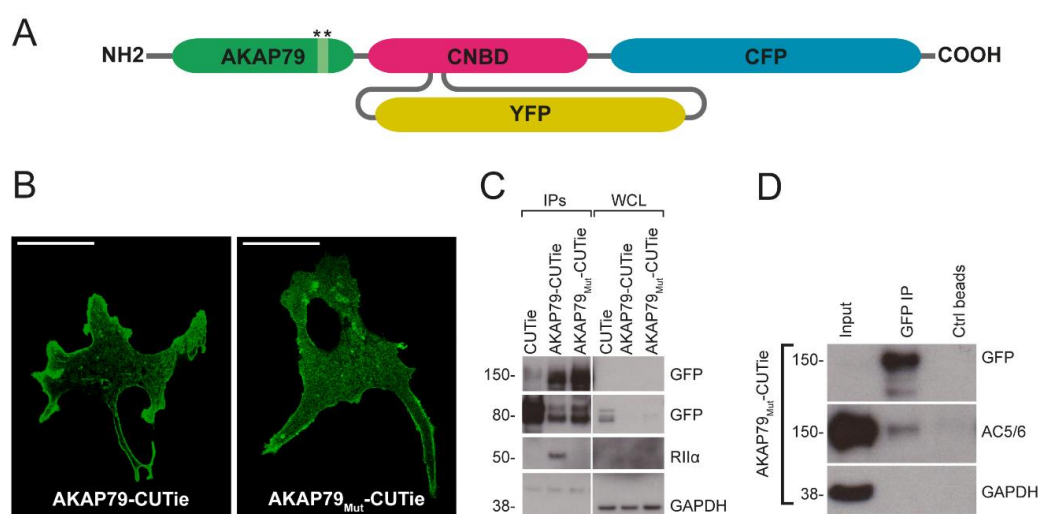 A
**
NH2 AKAP79 CNBD CFP COOH
YFP
B
AKAP79-CUTie
AKAP79Mut-CUTie
C
IPs WCL
CUTie
AKAP79-CUTie
AKAP79Mut-CUTie
CUTie
AKAP79-CUTie
AKAP79Mut-CUTie
150- GFP
80- GFP
50- RIIα
38- GAPDH
D
Input
GFP IP
Ctrl beads
AKAP79Mut-CUTie
150- GFP
150- AC5/6
38- GAPDH